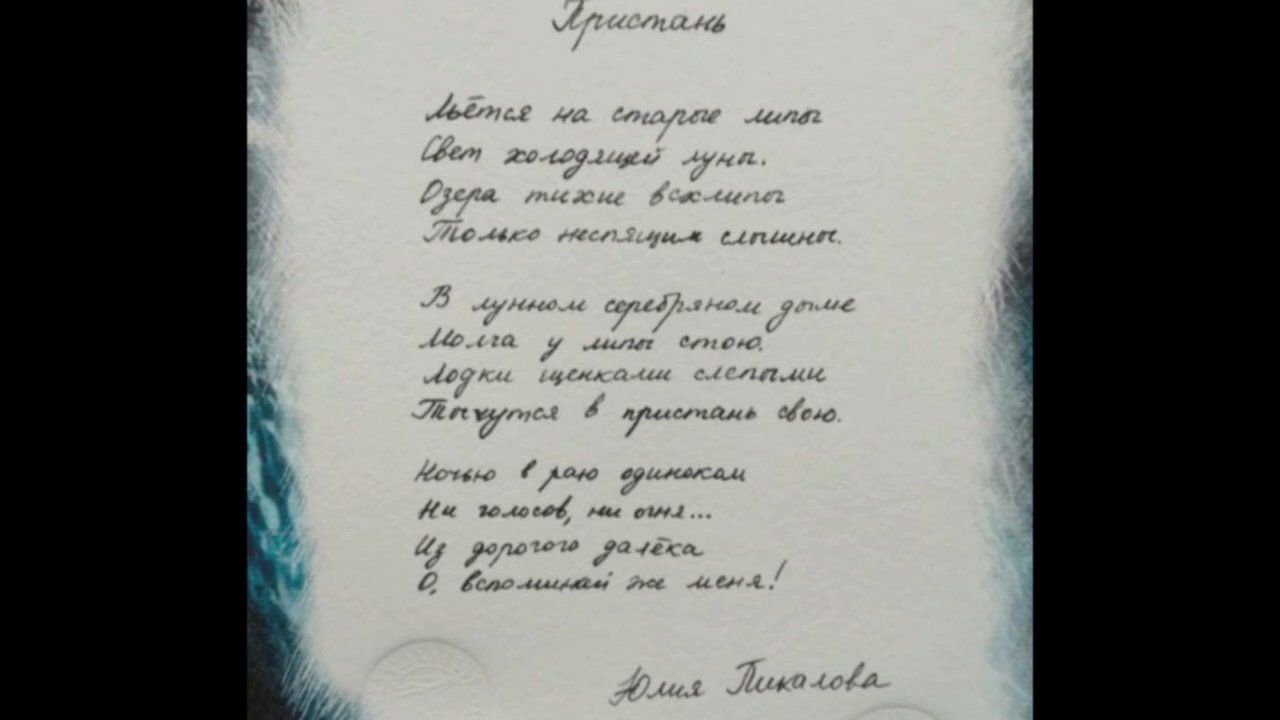 Пристань
Льётся на старые липы
Свет холодящей луны.
Озера тихие всхлипы
Только неспящим слышны.
В лунном серебряном дыме
Молча у липы стою.
Лодки щенками слепыми
Тычутся в пристань свою.
Ночью в раю одиноком
Ни голосов, ни огня...
Из дорогого далёка
О, вспоминай же меня!
Юлия Пикалова